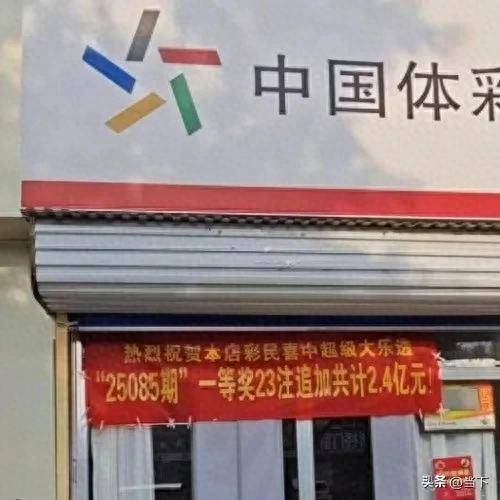 中国体彩
热烈祝贺本店彩民喜中超级大乐透
“25085期”一等奖23注追加共计2.4亿元！
头条 @当下